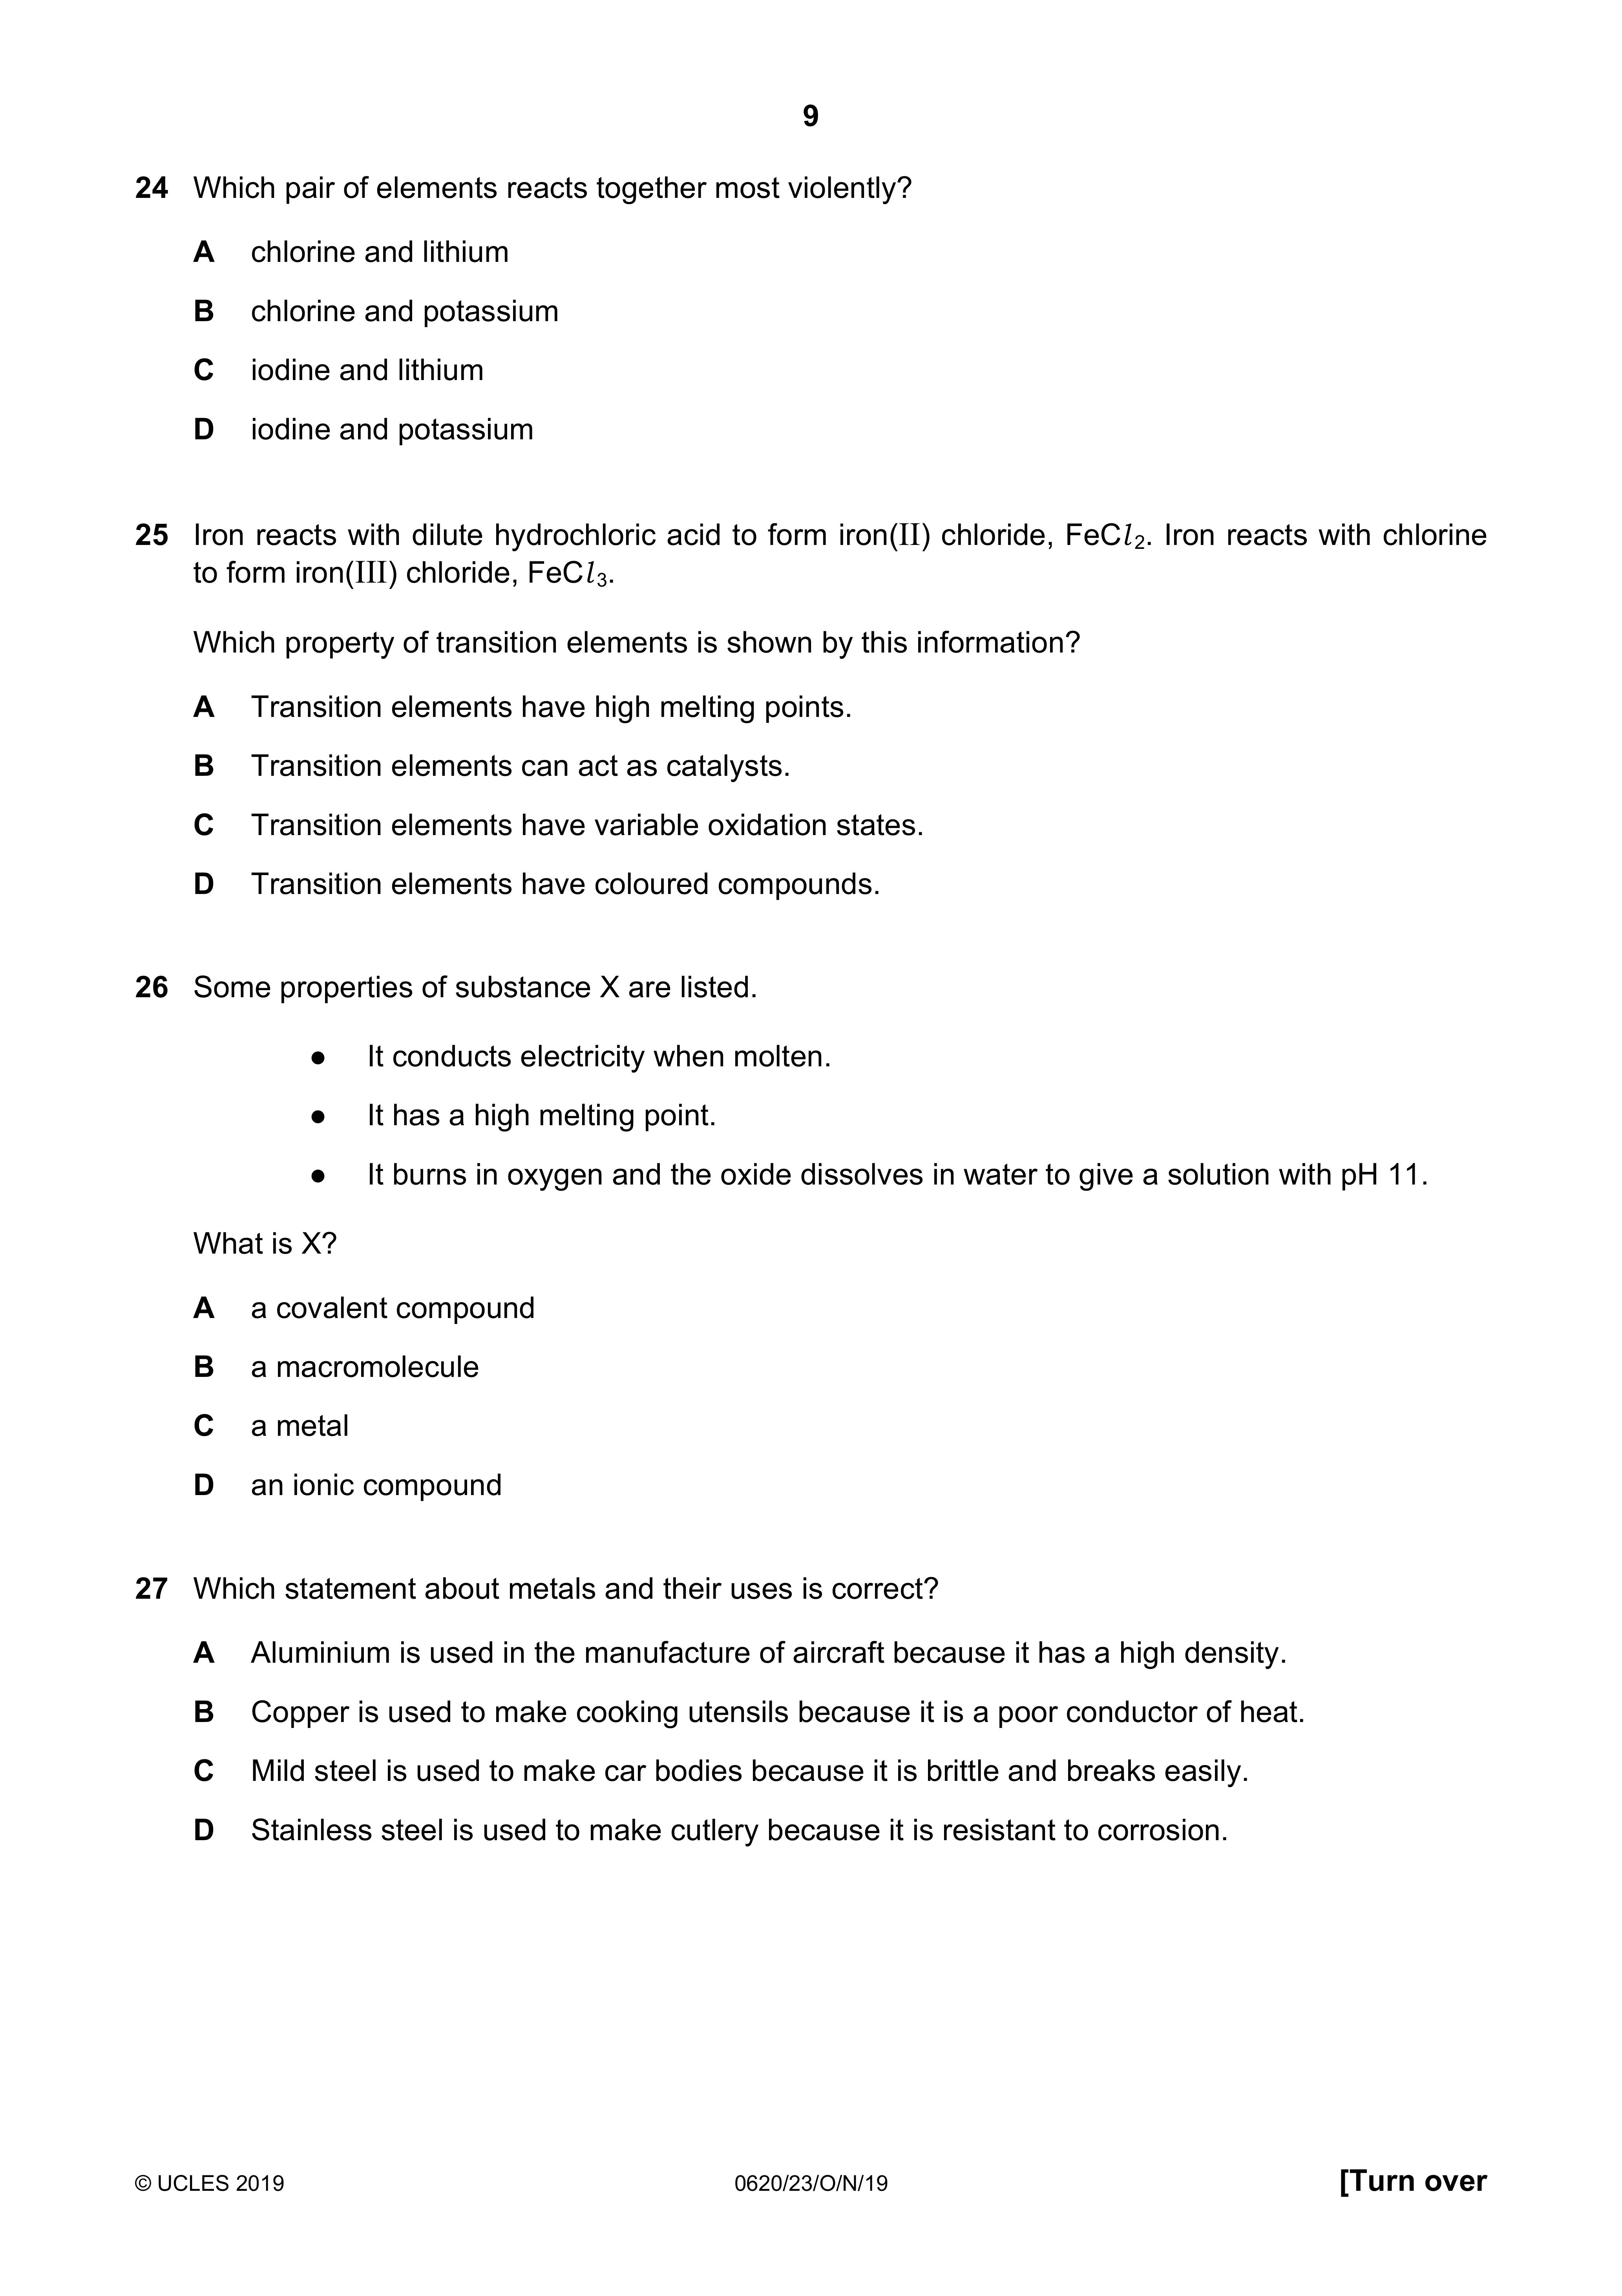 9
24 Which pair of elements reacts together most violently?
A chlorine and lithium
B chlorine and potassium
C iodine and lithium
D iodine and potassium
25 Iron reacts with dilute hydrochloric acid to form iron(II) chloride, FeCl₂. Iron reacts with chlorine
to form iron(III) chloride, FeCl₃.
Which property of transition elements is shown by this information?
A Transition elements have high melting points.
B Transition elements can act as catalysts.
C Transition elements have variable oxidation states.
D Transition elements have coloured compounds.
26 Some properties of substance X are listed.
● It conducts electricity when molten.
● It has a high melting point.
● It burns in oxygen and the oxide dissolves in water to give a solution with pH 11.
What is X?
A a covalent compound
B a macromolecule
C a metal
D an ionic compound
27 Which statement about metals and their uses is correct?
A Aluminium is used in the manufacture of aircraft because it has a high density.
B Copper is used to make cooking utensils because it is a poor conductor of heat.
C Mild steel is used to make car bodies because it is brittle and breaks easily.
D Stainless steel is used to make cutlery because it is resistant to corrosion.
© UCLES 2019 0620/23/O/N/19 [Turn over